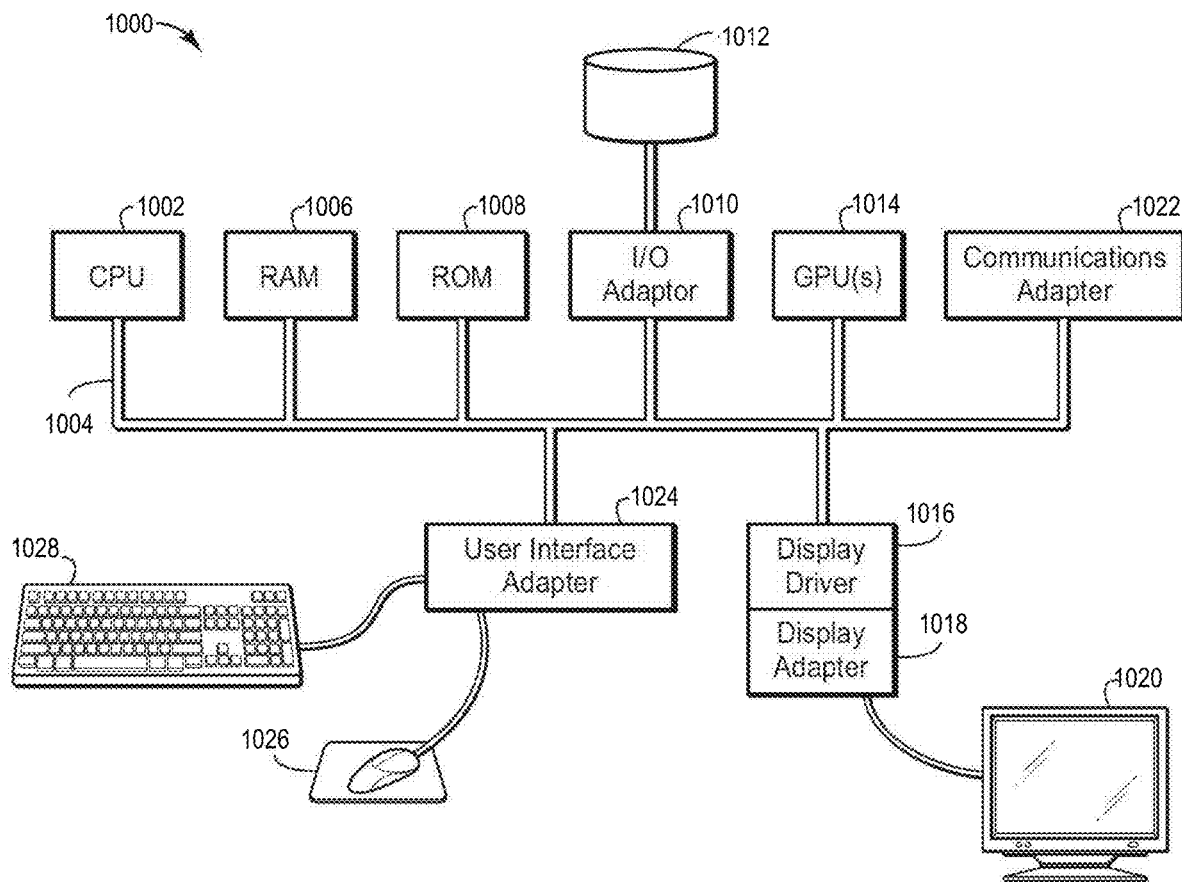 1000
1012
1002
1006
1008
1010
1014
1022
CPU
RAM
ROM
I/O
Adaptor
GPU(s)
Communications
Adapter
1004
1024
1016
1028
User Interface
Adapter
Display
Driver
1018
Display
Adapter
1020
1026